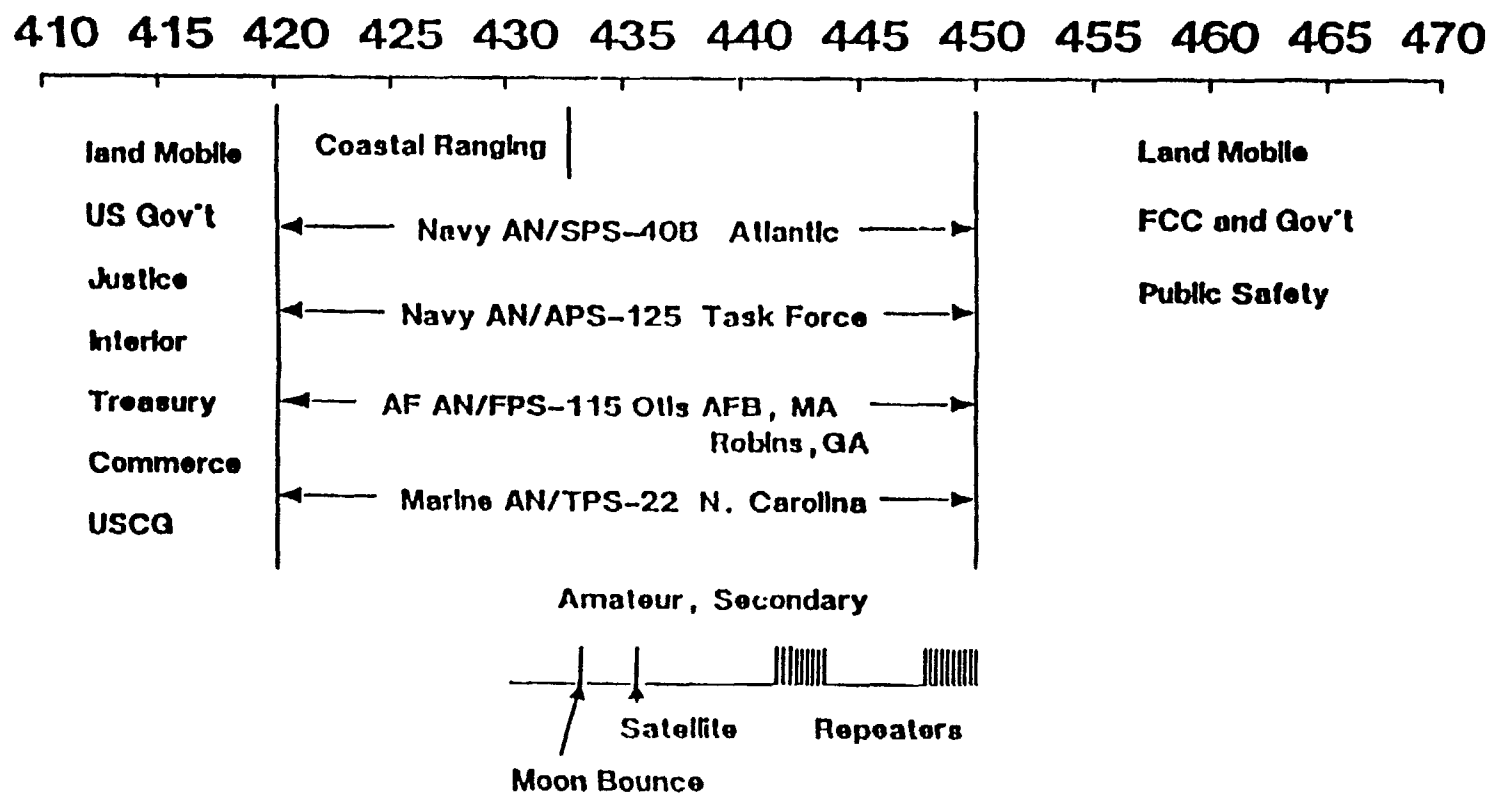 410 415 420 425 430 435 440 445 450 455 460 465 470
land Mobile
US Gov't
Justice
Interior
Treasury
Commerce
USCG
Coastal Ranging
Navy AN/SPS-40B Atlantic
Navy AN/APS-125 Task Force
AF AN/FPS-115 Otis AFB, MA
Robins, GA
Marine AN/TPS-22 N. Carolina
Land Mobile
FCC and Gov't
Public Safety
Amateur, Secondary
Satellite
Repeaters
Moon Bounce